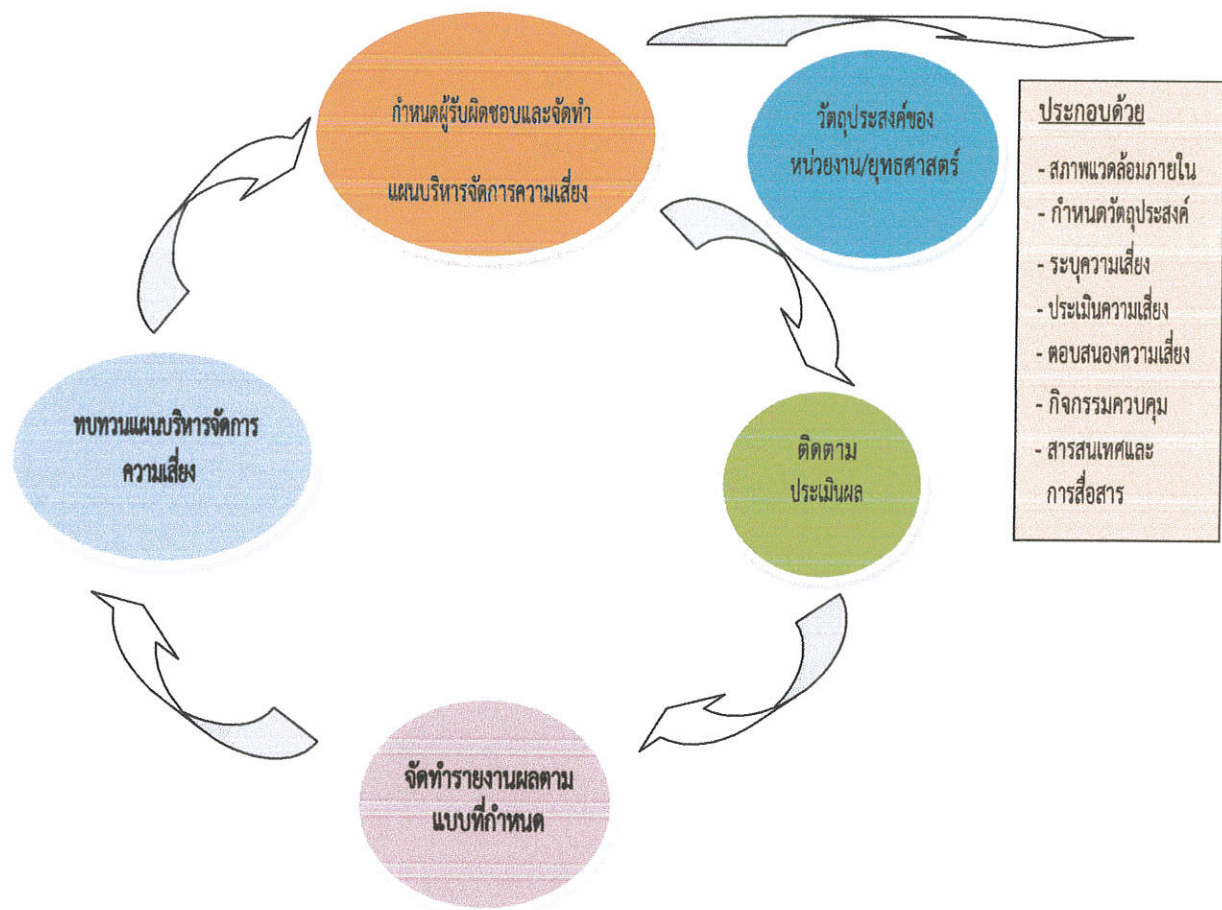 กำหนดผู้รับผิดชอบและจัดทำ
แผนบริหารจัดการความเสี่ยง
วัตถุประสงค์ของ
หน่วยงาน/ยุทธศาสตร์
ประกอบด้วย
- สภาพแวดล้อมภายใน
- กำหนดวัตถุประสงค์
- ระบุความเสี่ยง
- ประเมินความเสี่ยง
- ตอบสนองความเสี่ยง
- กิจกรรมควบคุม
- สารสนเทศและ
การสื่อสาร
ติดตาม
ประเมินผล
จัดทำรายงานผลตาม
แบบที่กำหนด
ทบทวนแผนบริหารจัดการ
ความเสี่ยง